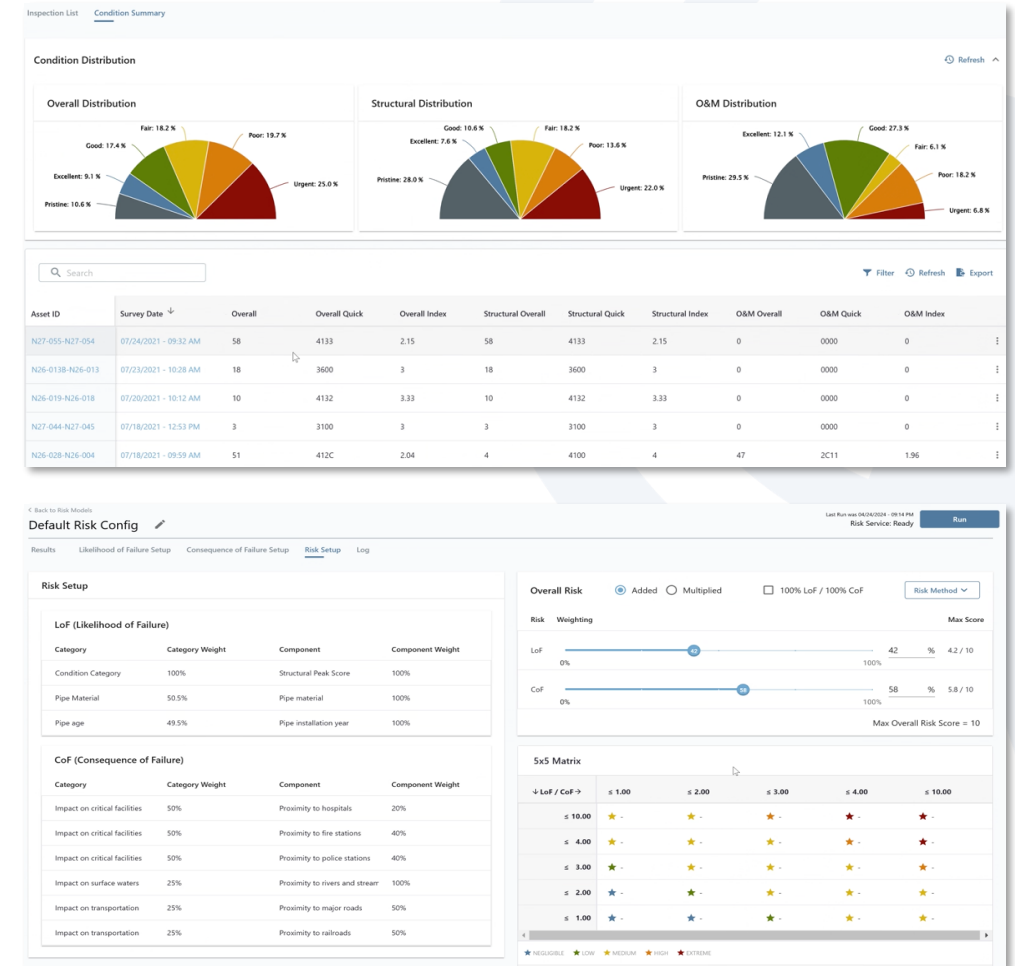 Inspection List Condition Summary
Condition Distribution Refresh
Overall Distribution
Fair: 18.2 %
Good: 17.4 %
Poor: 19.7 %
Excellent: 9.1 %
Urgent: 25.0 %
Pristine: 10.6 %
Structural Distribution
Good: 10.6 %
Fair: 18.2 %
Excellent: 7.6 %
Poor: 13.6 %
Pristine: 28.0 %
Urgent: 22.0 %
O&M Distribution
Good: 27.3 %
Excellent: 12.1 %
Fair: 6.1 %
Pristine: 29.5 %
Poor: 18.2 %
Urgent: 6.8 %
Search Filter Refresh Export
Asset ID Survey Date Overall Overall Quick Overall Index Structural Overall Structural Quick Structural Index O&M Overall O&M Quick O&M Index
N27-055-N27-054 07/24/2021 - 09:32 AM 58 4133 2.15 58 4133 2.15 0 0000 0
N26-013B-N26-013 07/23/2021 - 10:28 AM 18 3600 3 18 3600 3 0 0000 0
N26-019-N26-018 07/20/2021 - 10:12 AM 10 4132 3.33 10 4132 3.33 0 0000 0
N27-044-N27-045 07/18/2021 - 12:53 PM 3 3100 3 3 3100 3 0 0000 0
N26-028-N26-004 07/18/2021 - 09:59 AM 51 412C 2.04 4 4100 4 47 2C11 1.96
< Back to Risk Models
Default Risk Config
Last Run was 04/24/2024 - 09:14 PM
Risk Service: Ready
Run
Results Likelihood of Failure Setup Consequence of Failure Setup Risk Setup Log
Risk Setup
LoF (Likelihood of Failure)
Category Category Weight Component Component Weight
Condition Category 100% Structural Peak Score 100%
Pipe Material 50.5% Pipe material 100%
Pipe age 49.5% Pipe installation year 100%
CoF (Consequence of Failure)
Category Category Weight Component Component Weight
Impact on critical facilities 50% Proximity to hospitals 20%
Impact on critical facilities 50% Proximity to fire stations 40%
Impact on critical facilities 50% Proximity to police stations 40%
Impact on surface waters 25% Proximity to rivers and stream 100%
Impact on transportation 25% Proximity to major roads 50%
Impact on transportation 25% Proximity to railroads 50%
Overall Risk Added Multiplied 100% LoF / 100% CoF Risk Method
Risk Weighting Max Score
LoF 42 42 % 4.2 / 10
0% 100%
CoF 58 58 % 5.8 / 10
0% 100%
Max Overall Risk Score = 10
5x5 Matrix
↓ LoF / CoF → ≤ 1.00 ≤ 2.00 ≤ 3.00 ≤ 4.00 ≤ 10.00
≤ 10.00 - - - - -
≤ 4.00 - - - - -
≤ 3.00 - - - - -
≤ 2.00 - - - - -
≤ 1.00 - - - - -
NEGLIGIBLE LOW MEDIUM HIGH EXTREME